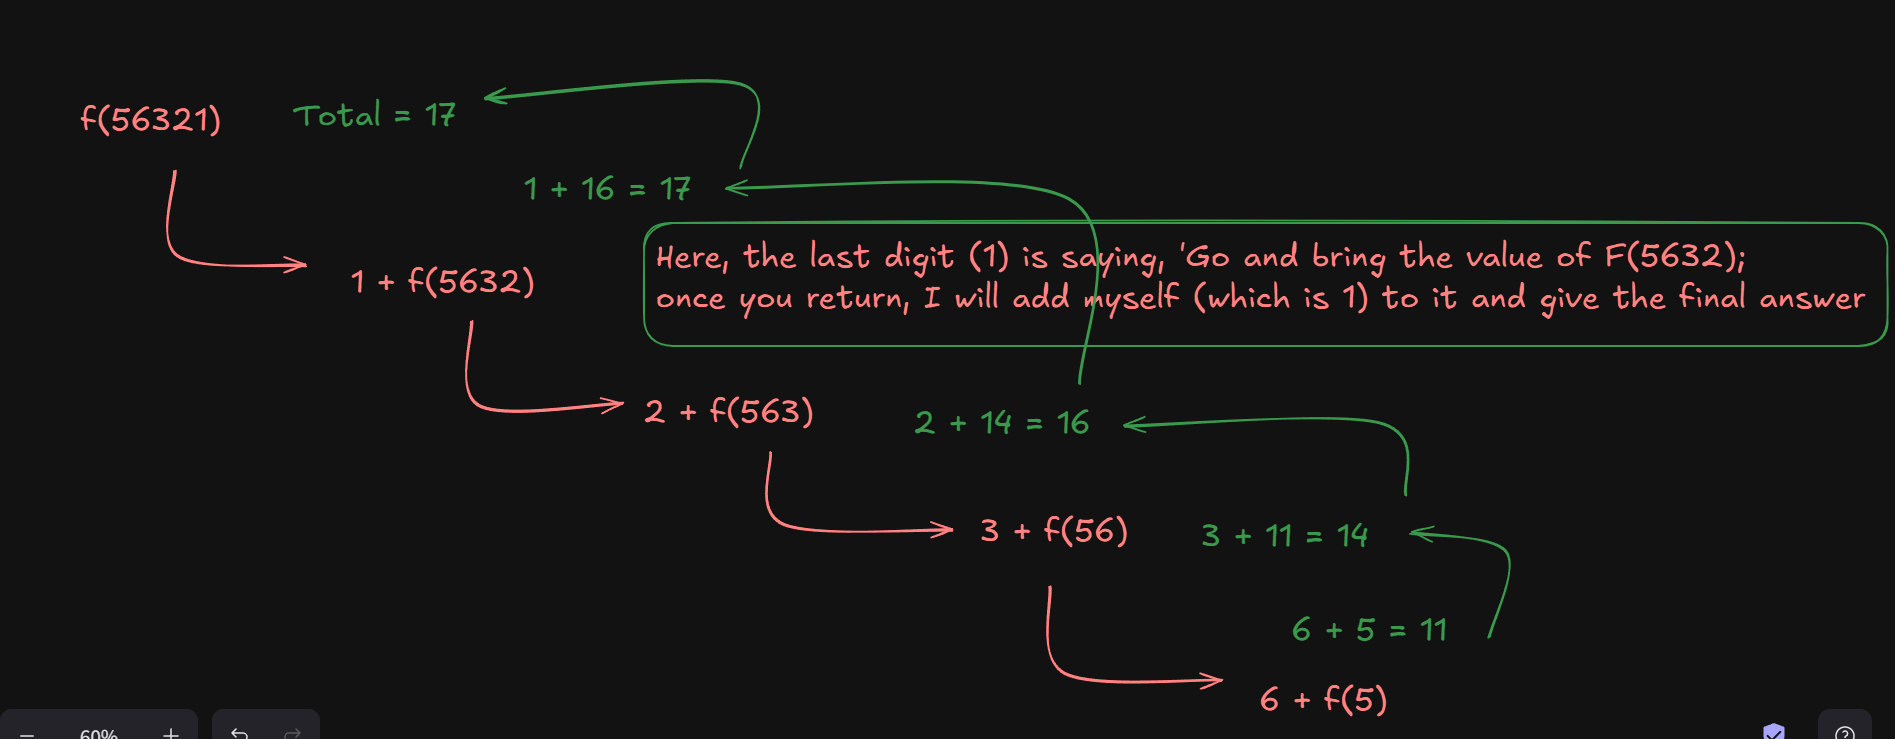 f(56321)
Total = 17
1 + 16 = 17
Here, the last digit (1) is saying, 'Go and bring the value of F(5632);
once you return, I will add myself (which is 1) to it and give the final answer
1 + f(5632)
2 + f(563)
2 + 14 = 16
3 + f(56)
3 + 11 = 14
6 + 5 = 11
6 + f(5)
60%